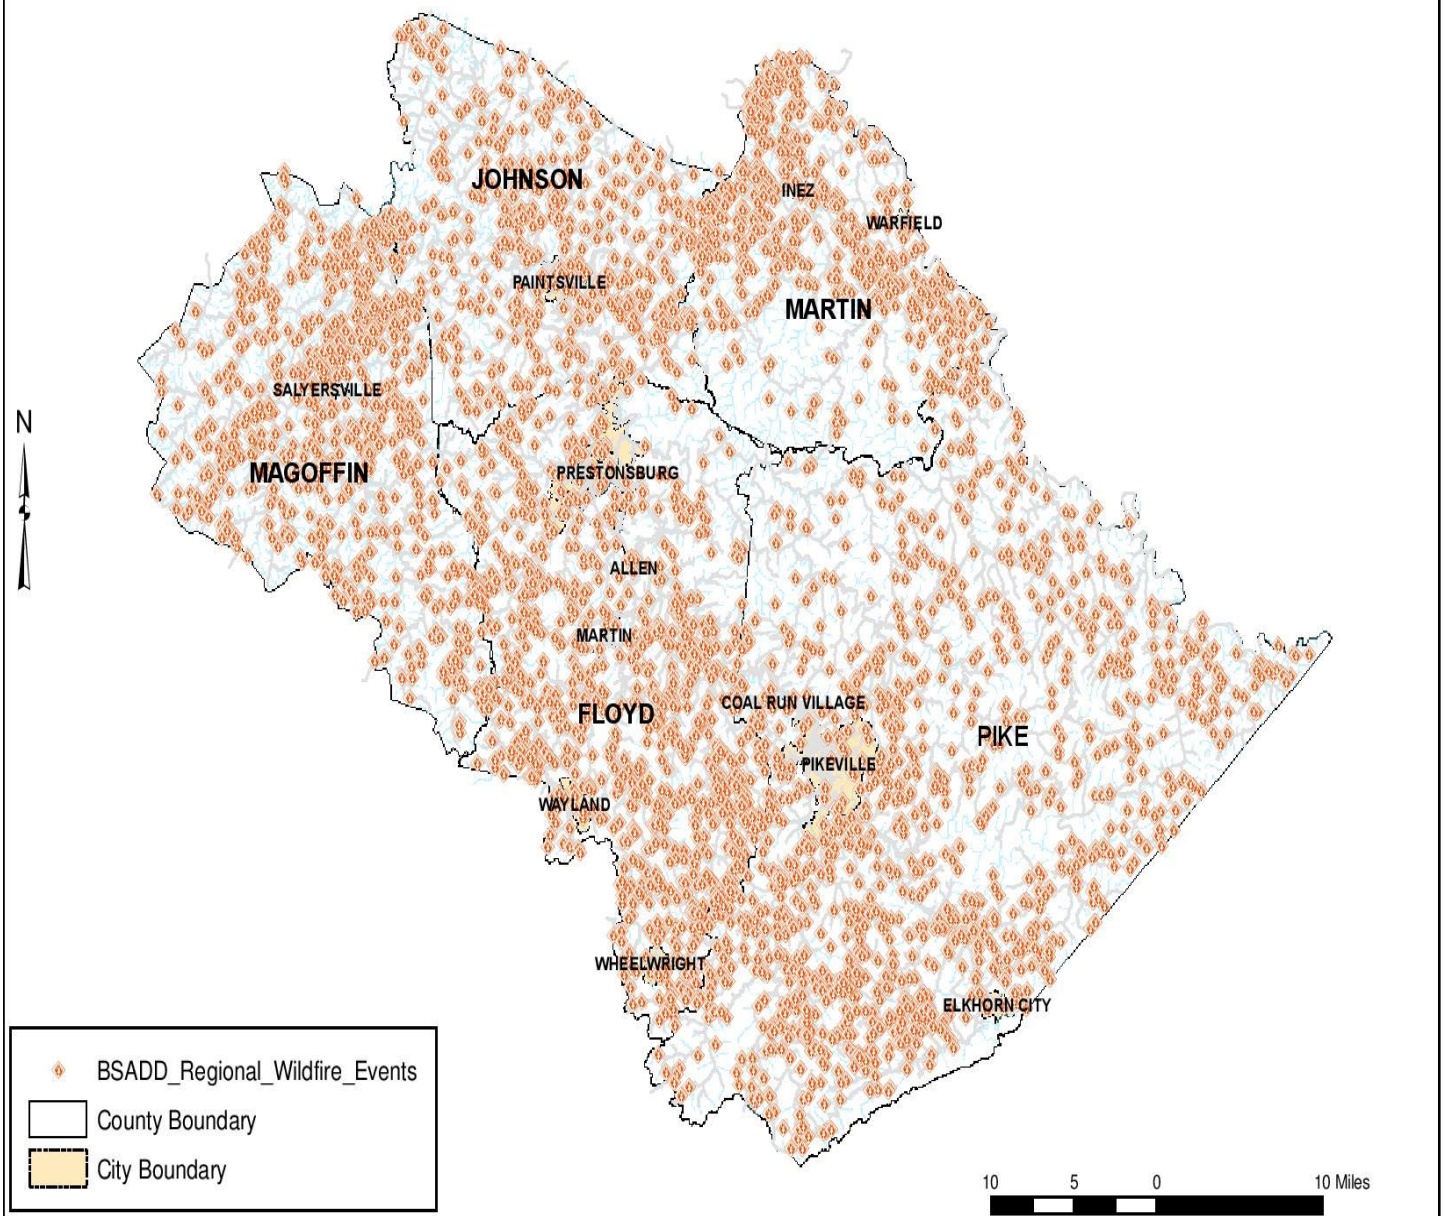 JOHNSON
INEZ
WARFIELD
PAINTSVILLE
MARTIN
SALYERSVILLE
N
MAGOFFIN
PRESTONSBURG
ALLEN
MARTIN
COAL RUN VILLAGE
FLOYD
PIKE
PIKEVILLE
WAYLAND
WHEELWRIGHT
ELKHORN CITY
BSADD_Regional_Wildfire_Events
County Boundary
City Boundary
10 5 0 10 Miles